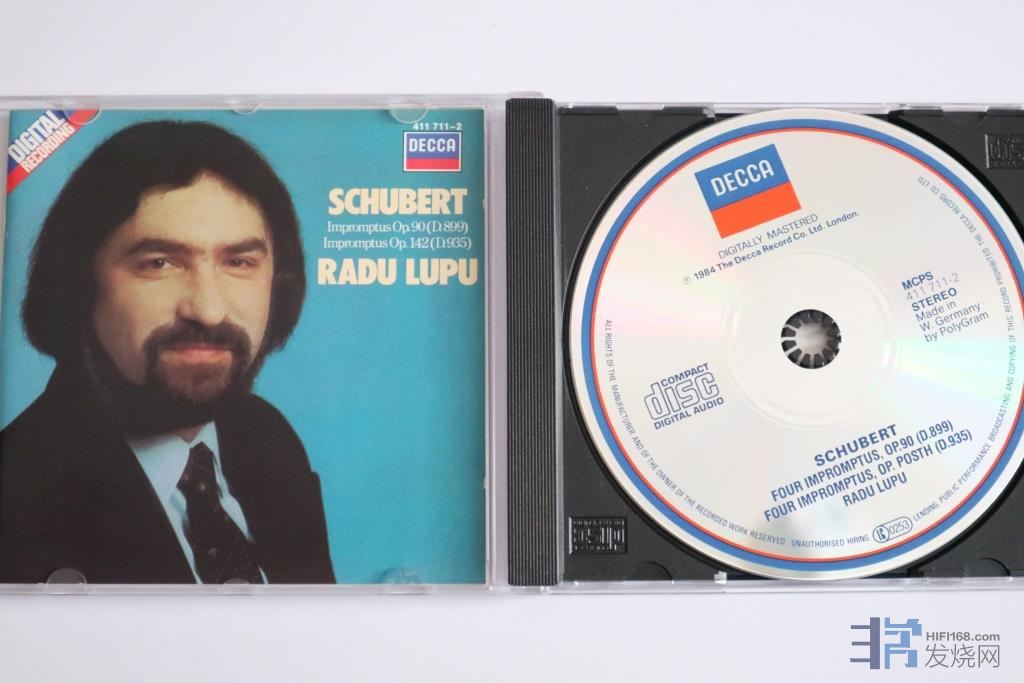 DIGITAL
RECORDING
411 711-2
DECCA
SCHUBERT
Impromptus Op.90 (D.899)
Impromptus Op.142 (D.935)
RADU LUPU
DECCA
DIGITALLY MASTERED
℗ 1984 The Decca Record Co. Ltd. London.
MCPS
411 711-2
STEREO
Made in
W. Germany
by PolyGram
COMPACT
disc
DIGITAL AUDIO
SCHUBERT
FOUR IMPROMPTUS, OP.90 (D.899)
FOUR IMPROMPTUS, OP. POSTH (D.935)
RADU LUPU
ALL RIGHTS OF THE MANUFACTURER AND OF THE OWNER OF THE RECORDED WORK RESERVED. UNAUTHORISED HIRING, LENDING, PUBLIC PERFORMANCE, BROADCASTING AND COPYING OF THIS RECORD PROHIBITED. THE DECCA RECORD CO LTD
0253
disc
disc
HIFI168.com
发烧网